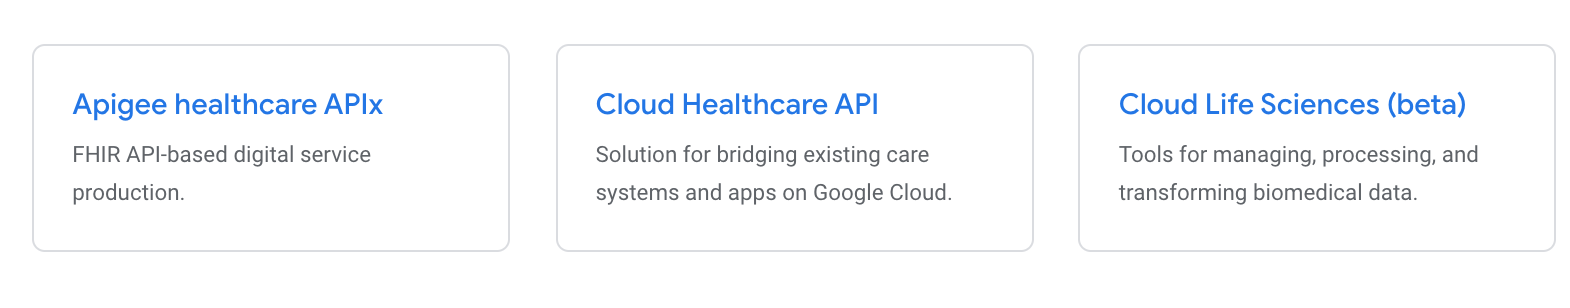 Apigee healthcare APIx
FHIR API-based digital service
production.
Cloud Healthcare API
Solution for bridging existing care
systems and apps on Google Cloud.
Cloud Life Sciences (beta)
Tools for managing, processing, and
transforming biomedical data.